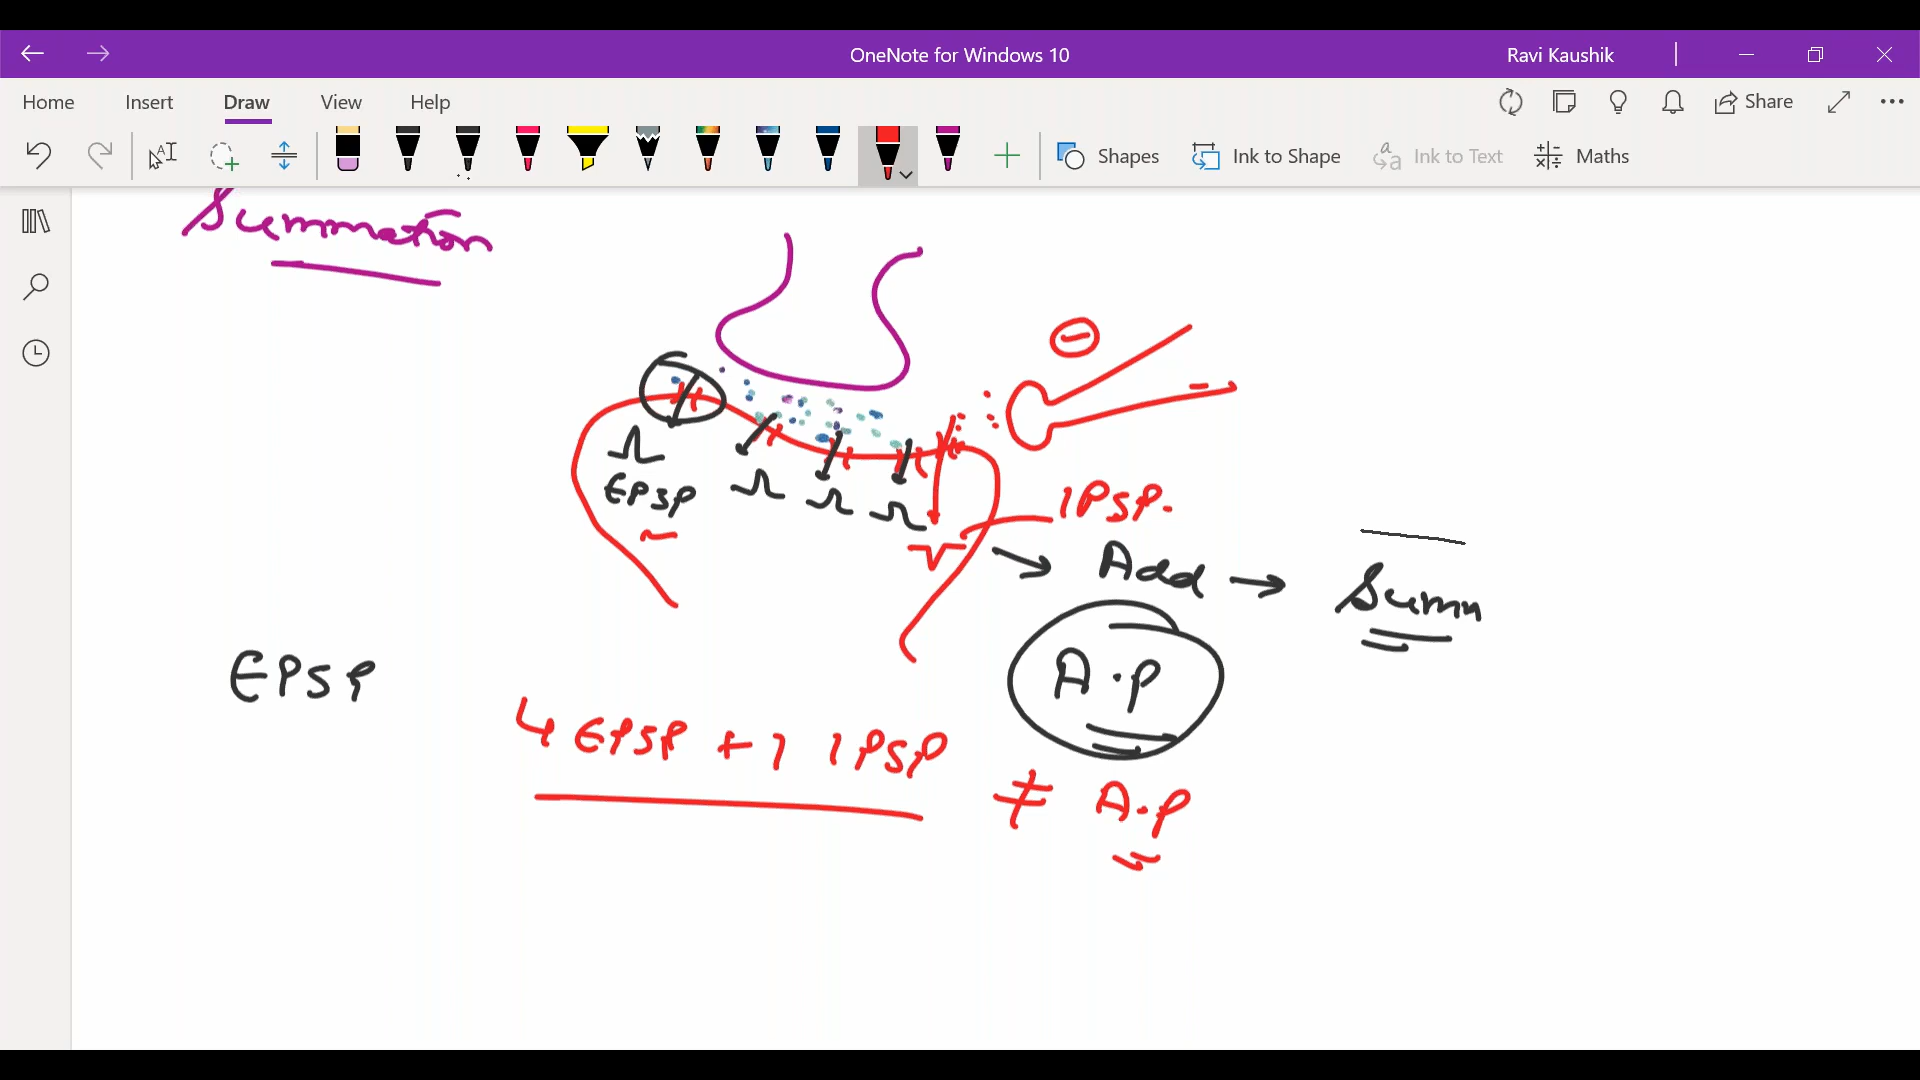 OneNote for Windows 10
Ravi Kaushik
Home Insert Draw View Help
Share
Shapes Ink to Shape Ink to Text Maths
Summation
EPSP
IPSP.
→ Add → Summ
A.P
EPSP
4 EPSP + 1 IPSP ≠ A.P